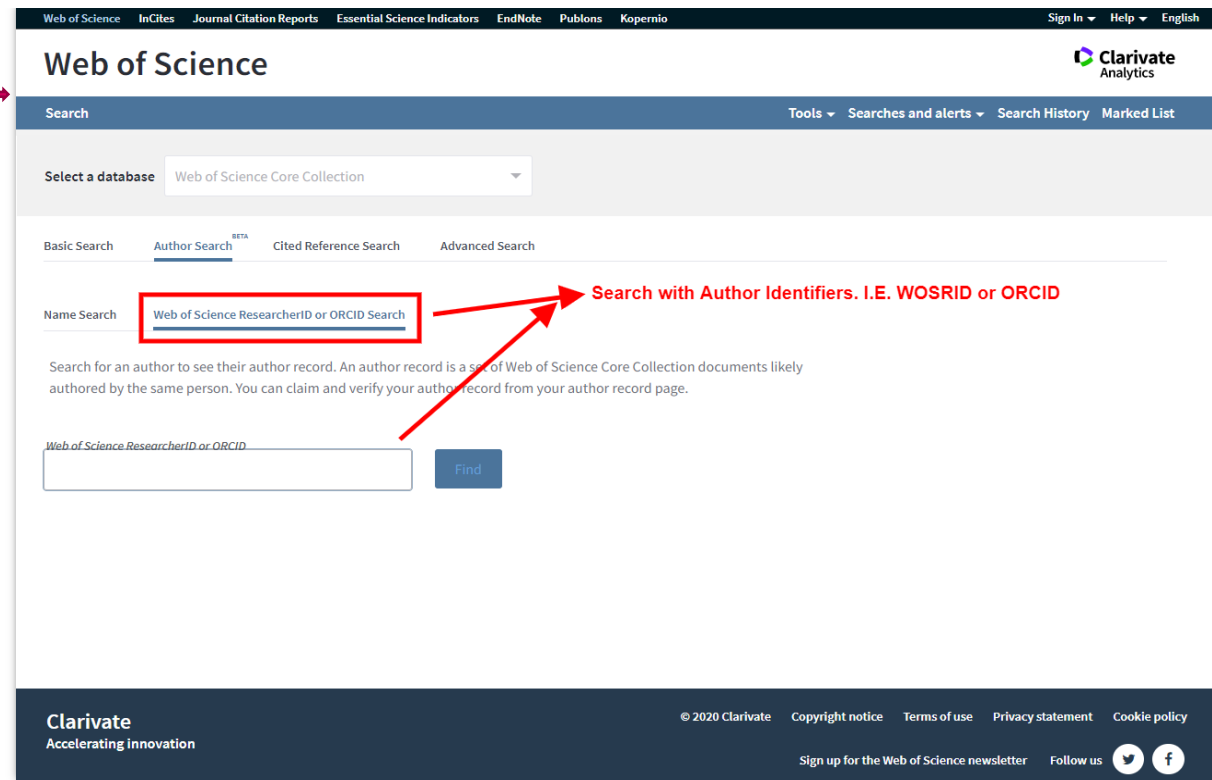 Web of Science InCites Journal Citation Reports Essential Science Indicators EndNote Publons Kopernio Sign In Help English
Web of Science
Clarivate
Analytics
Search Tools Searches and alerts Search History Marked List
Select a database Web of Science Core Collection
Basic Search Author Search BETA Cited Reference Search Advanced Search
Search with Author Identifiers. I.E. WOSRID or ORCID
Name Search Web of Science ResearcherID or ORCID Search
Search for an author to see their author record. An author record is a set of Web of Science Core Collection documents likely
authored by the same person. You can claim and verify your author record from your author record page.
Web of Science ResearcherID or ORCID
Find
Clarivate
Accelerating innovation
© 2020 Clarivate Copyright notice Terms of use Privacy statement Cookie policy
Sign up for the Web of Science newsletter Follow us